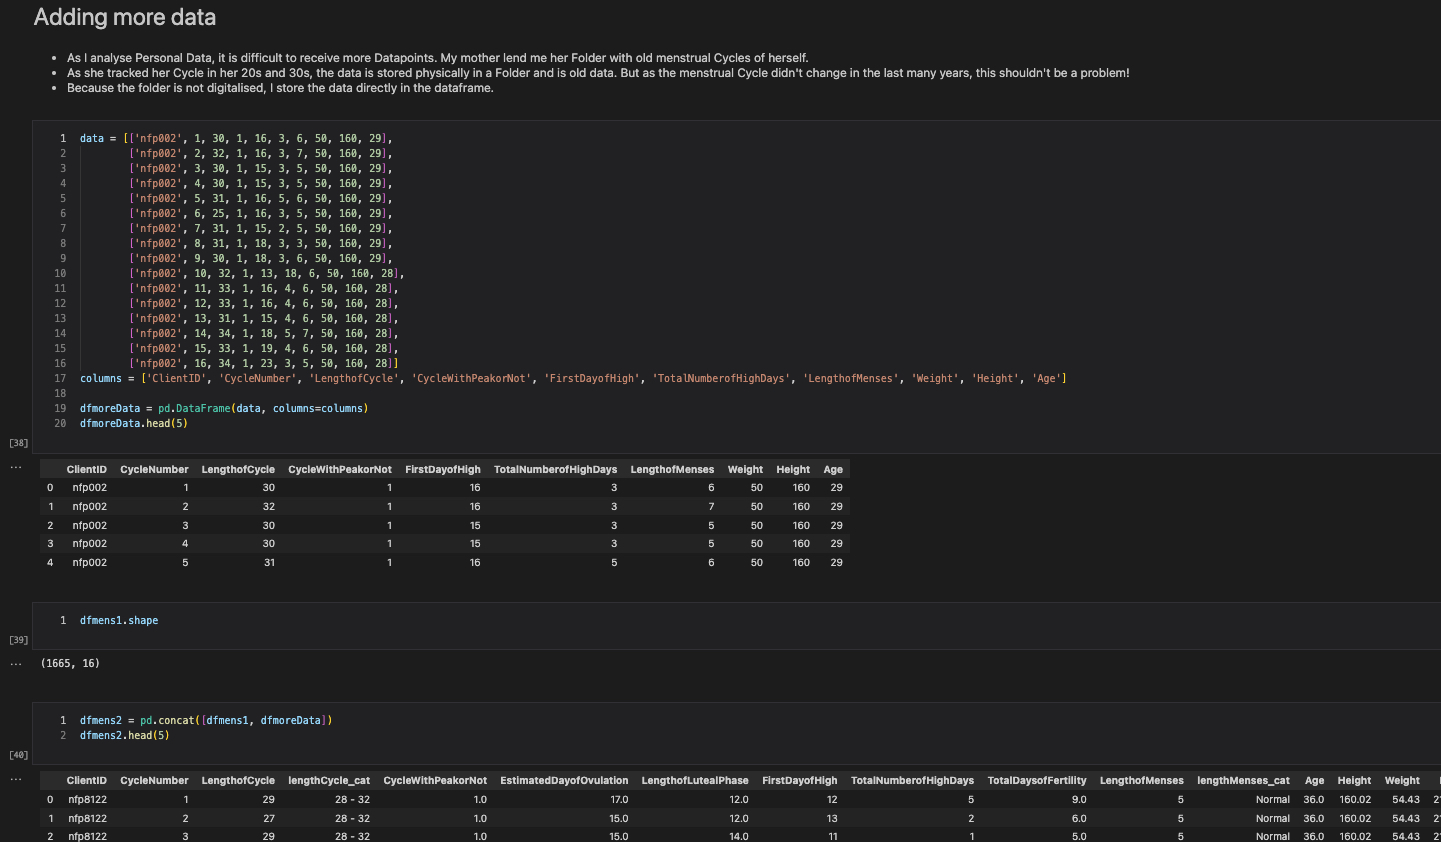 Adding more data
• As I analyse Personal Data, it is difficult to receive more Datapoints. My mother lend me her Folder with old menstrual Cycles of herself.
• As she tracked her Cycle in her 20s and 30s, the data is stored physically in a Folder and is old data. But as the menstrual Cycle didn't change in the last many years, this shouldn't be a problem!
• Because the folder is not digitalised, I store the data directly in the dataframe.
1 data = [['nfp002', 1, 30, 1, 16, 3, 6, 50, 160, 29],
2 ['nfp002', 2, 32, 1, 16, 3, 7, 50, 160, 29],
3 ['nfp002', 3, 30, 1, 15, 3, 5, 50, 160, 29],
4 ['nfp002', 4, 30, 1, 15, 3, 5, 50, 160, 29],
5 ['nfp002', 5, 31, 1, 16, 5, 6, 50, 160, 29],
6 ['nfp002', 6, 25, 1, 16, 3, 5, 50, 160, 29],
7 ['nfp002', 7, 31, 1, 15, 2, 5, 50, 160, 29],
8 ['nfp002', 8, 31, 1, 18, 3, 3, 50, 160, 29],
9 ['nfp002', 9, 30, 1, 18, 3, 6, 50, 160, 29],
10 ['nfp002', 10, 32, 1, 13, 18, 6, 50, 160, 28],
11 ['nfp002', 11, 33, 1, 16, 4, 6, 50, 160, 28],
12 ['nfp002', 12, 33, 1, 16, 4, 6, 50, 160, 28],
13 ['nfp002', 13, 31, 1, 15, 4, 6, 50, 160, 28],
14 ['nfp002', 14, 34, 1, 18, 5, 7, 50, 160, 28],
15 ['nfp002', 15, 33, 1, 19, 4, 6, 50, 160, 28],
16 ['nfp002', 16, 34, 1, 23, 3, 5, 50, 160, 28]]
17 columns = ['ClientID', 'CycleNumber', 'LengthofCycle', 'CycleWithPeakorNot', 'FirstDayofHigh', 'TotalNumberofHighDays', 'LengthofMenses', 'Weight', 'Height', 'Age']
18
19 dfmoreData = pd.DataFrame(data, columns=columns)
20 dfmoreData.head(5)
[38]
... ClientID CycleNumber LengthofCycle CycleWithPeakorNot FirstDayofHigh TotalNumberofHighDays LengthofMenses Weight Height Age
0 nfp002 1 30 1 16 3 6 50 160 29
1 nfp002 2 32 1 16 3 7 50 160 29
2 nfp002 3 30 1 15 3 5 50 160 29
3 nfp002 4 30 1 15 3 5 50 160 29
4 nfp002 5 31 1 16 5 6 50 160 29
1 dfmens1.shape
[39]
... (1665, 16)
1 dfmens2 = pd.concat([dfmens1, dfmoreData])
2 dfmens2.head(5)
[40]
... ClientID CycleNumber LengthofCycle lengthCycle_cat CycleWithPeakorNot EstimatedDayofOvulation LengthofLutealPhase FirstDayofHigh TotalNumberofHighDays TotalDaysofFertility LengthofMenses lengthMenses_cat Age Height Weight
0 nfp8122 1 29 28 - 32 1.0 17.0 12.0 12 5 9.0 5 Normal 36.0 160.02 54.43
1 nfp8122 2 27 28 - 32 1.0 15.0 12.0 13 2 6.0 5 Normal 36.0 160.02 54.43
2 nfp8122 3 29 28 - 32 1.0 15.0 14.0 11 1 5.0 5 Normal 36.0 160.02 54.43